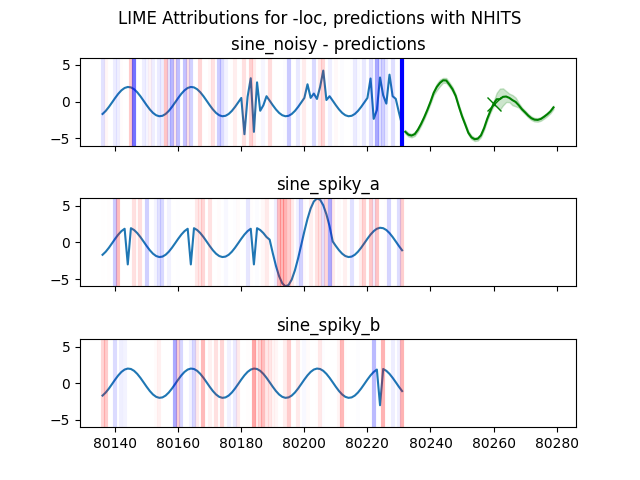 LIME Attributions for -loc, predictions with NHITS
sine_noisy - predictions
5
0
−5
sine_spiky_a
5
0
−5
sine_spiky_b
5
0
−5
80140 80160 80180 80200 80220 80240 80260 80280